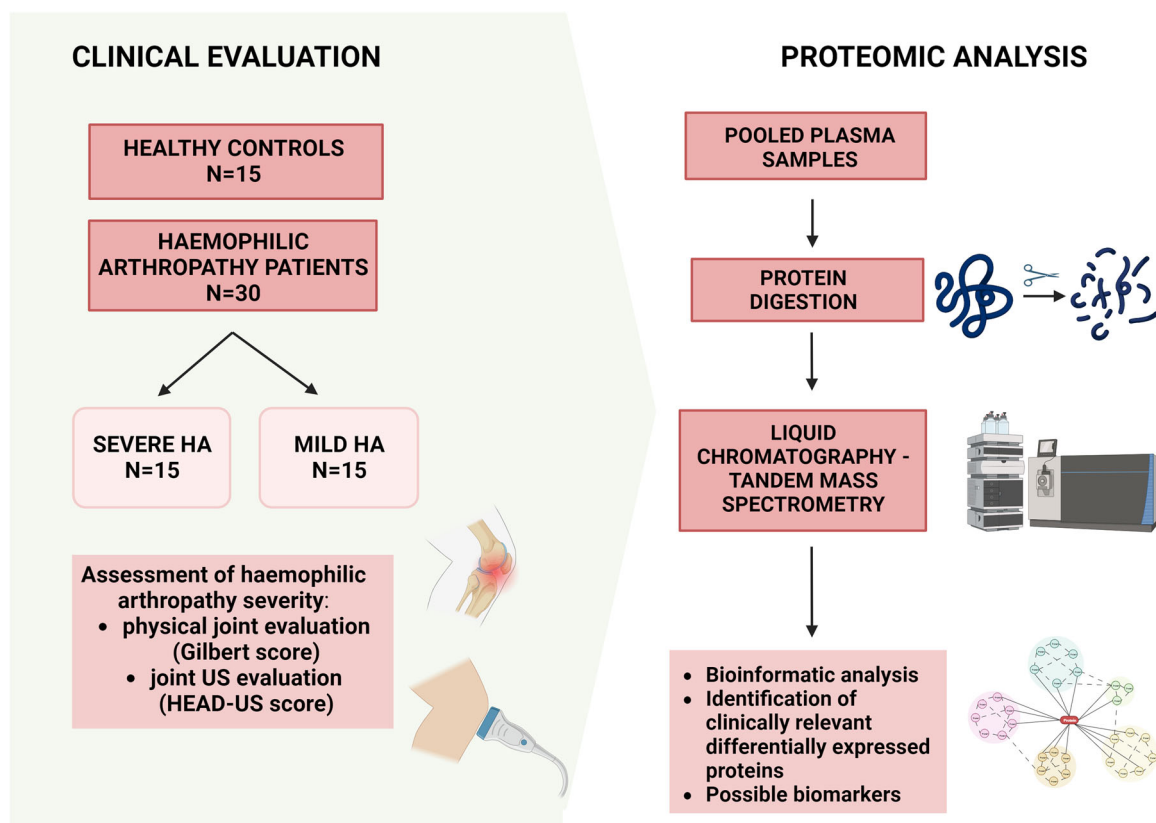 CLINICAL EVALUATION
HEALTHY CONTROLS
N=15
HAEMOPHILIC
ARTHROPATHY PATIENTS
N=30
SEVERE HA
N=15
MILD HA
N=15
Assessment of haemophilic
arthropathy severity:
• physical joint evaluation
(Gilbert score)
• joint US evaluation
(HEAD-US score)
PROTEOMIC ANALYSIS
POOLED PLASMA
SAMPLES
PROTEIN
DIGESTION
LIQUID
CHROMATOGRAPHY -
TANDEM MASS
SPECTROMETRY
• Bioinformatic analysis
• Identification of
clinically relevant
differentially expressed
proteins
• Possible biomarkers